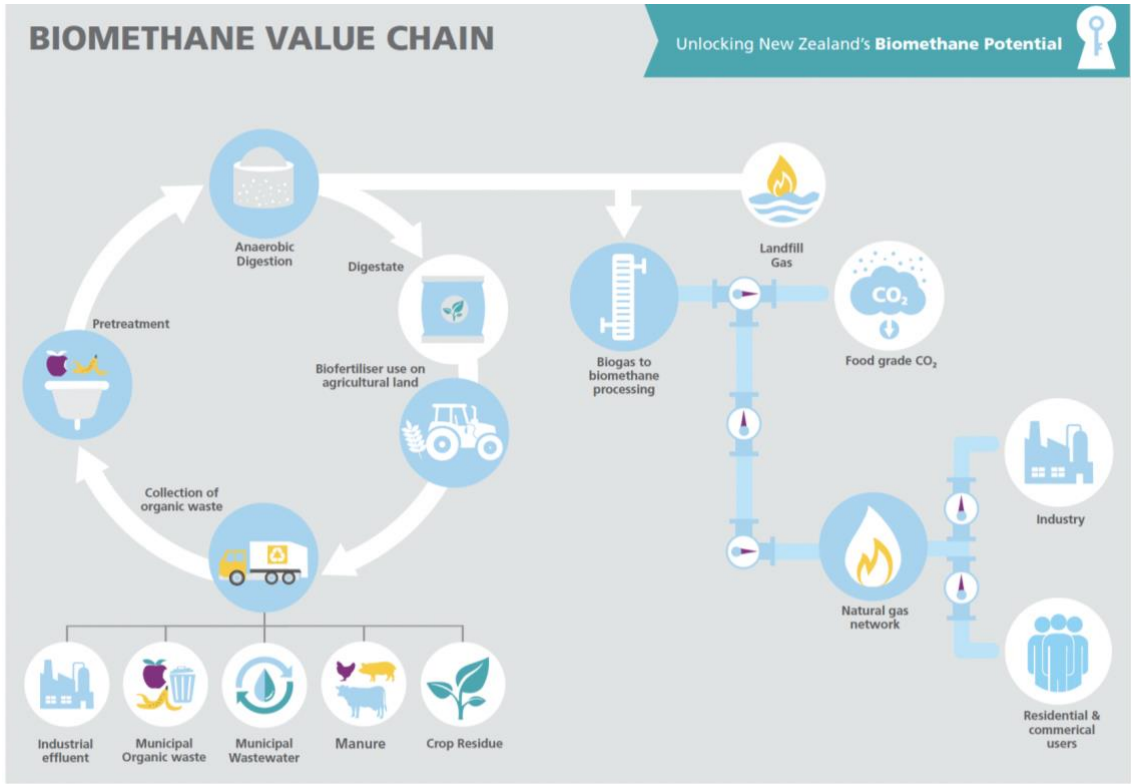 BIOMETHANE VALUE CHAIN
Unlocking New Zealand's Biomethane Potential
Anaerobic
Digestion
Digestate
Landfill
Gas
CO₂
Pretreatment
Biofertiliser use on
agricultural land
Biogas to
biomethane
processing
Food grade CO₂
Collection of
organic waste
Industry
Natural gas
network
Industrial
effluent
Municipal
Organic waste
Municipal
Wastewater
Manure
Crop Residue
Residential &
commerical
users